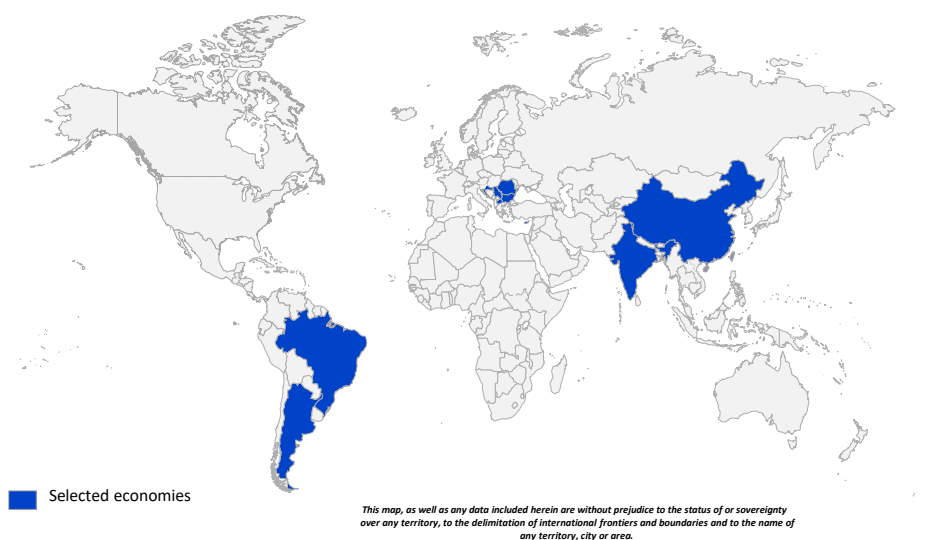 Selected economies
This map, as well as any data included herein are without prejudice to the status of or sovereignty
over any territory, to the delimitation of international frontiers and boundaries and to the name of
any territory, city or area.